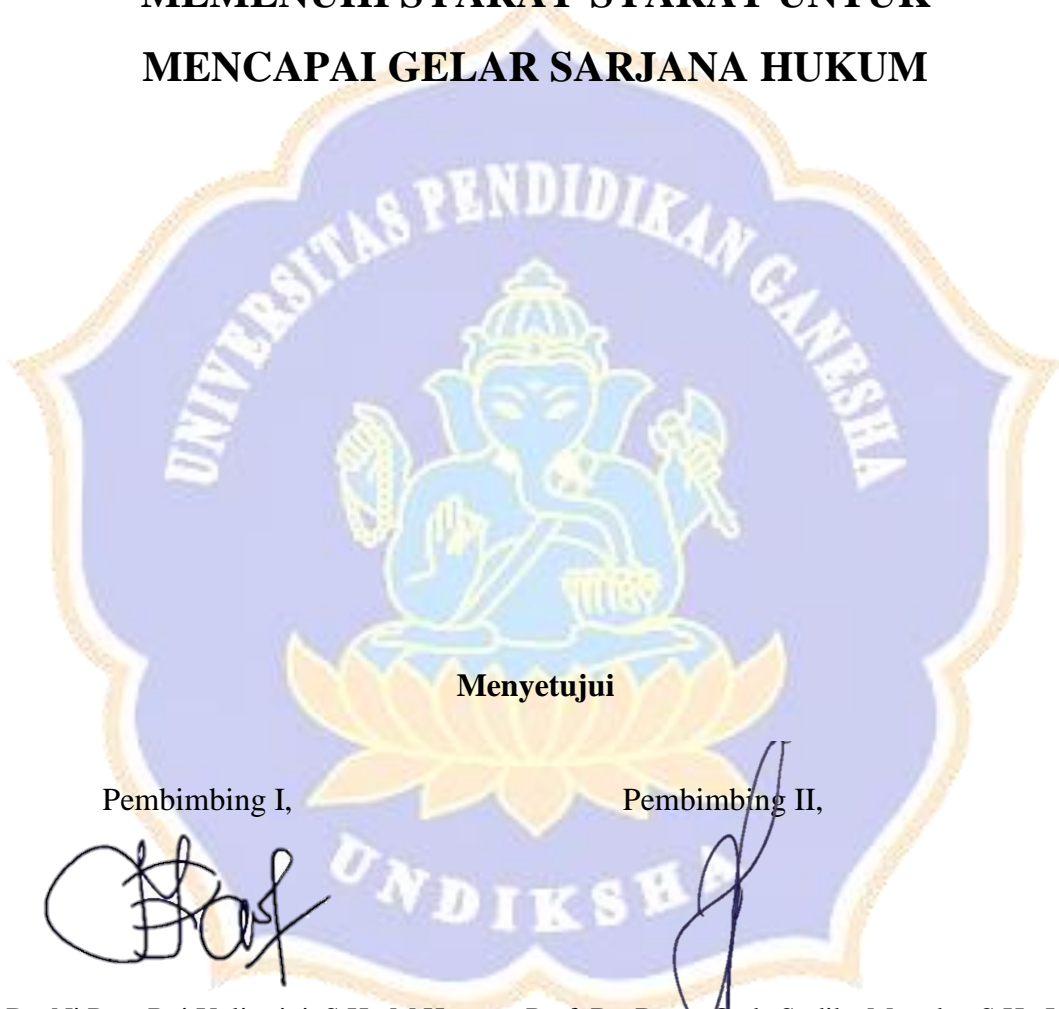 MEMENUHI SYARAT-SYARAT UNTUK
MENCAPAI GELAR SARJANA HUKUM
UNIVERSITAS PENDIDIKAN GANESHA
Menyetujui
Pembimbing I, Pembimbing II,
UNDIKSHA